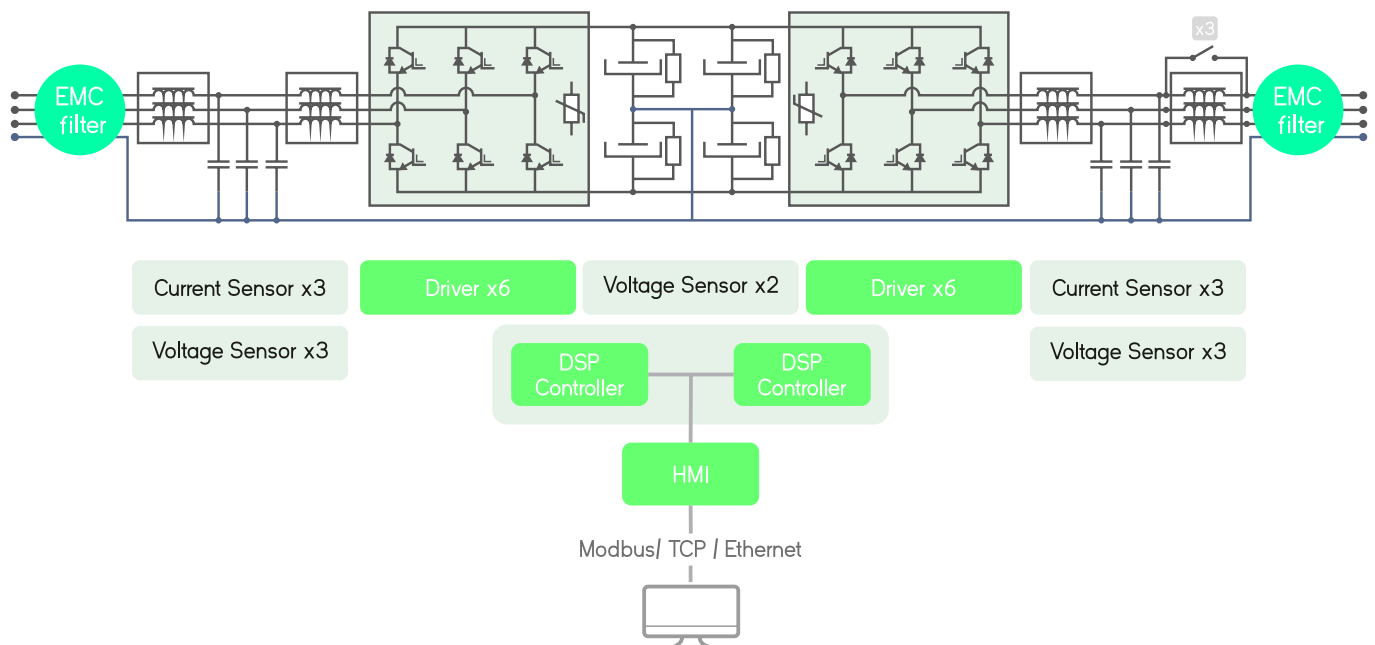 x3
EMC
filter
EMC
filter
Current Sensor x3
Driver x6
Voltage Sensor x2
Driver x6
Current Sensor x3
Voltage Sensor x3
Voltage Sensor x3
DSP
Controller
DSP
Controller
HMI
Modbus/ TCP / Ethernet